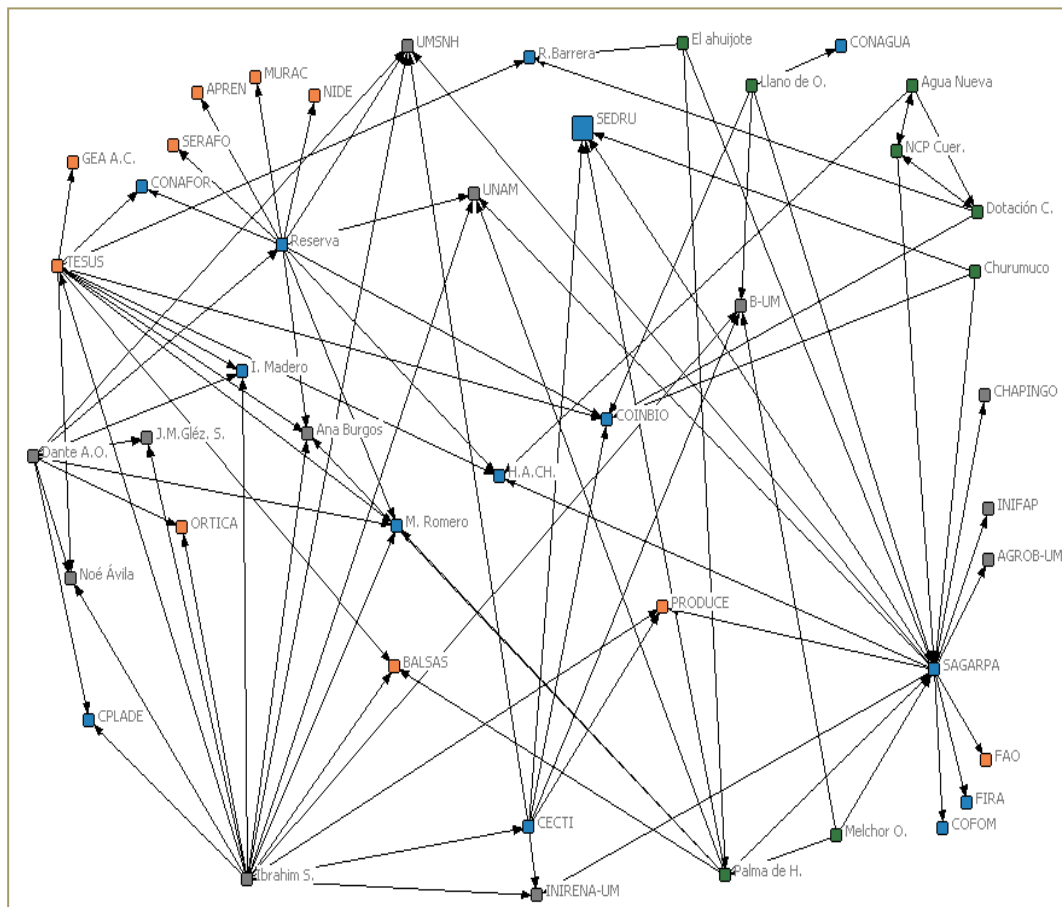 UMSNH
El ahuijote
CONAGUA
R.Barrera
MURAC
APREN
NIDE
Llano de O.
Agua Nueva
SEDRU
SERAFO
NCP Cuer.
GEA A.C.
CONAFOR
UNAM
Dotación C.
Reserva
TESUS
Churumuco
B-UM
I. Madero
CHAPINGO
COINBIO
J.M.Gléz. S.
Ana Burgos
Dante A.O.
H.A.CH.
INIFAP
ORTICA
M. Romero
AGROB-UM
Noé Ávila
PRODUCE
BALSAS
SAGARPA
CPLADE
FAO
FIRA
CECTI
COFOM
Melchor O.
Ibrahim S.
Palma de H.
INIRENA-UM